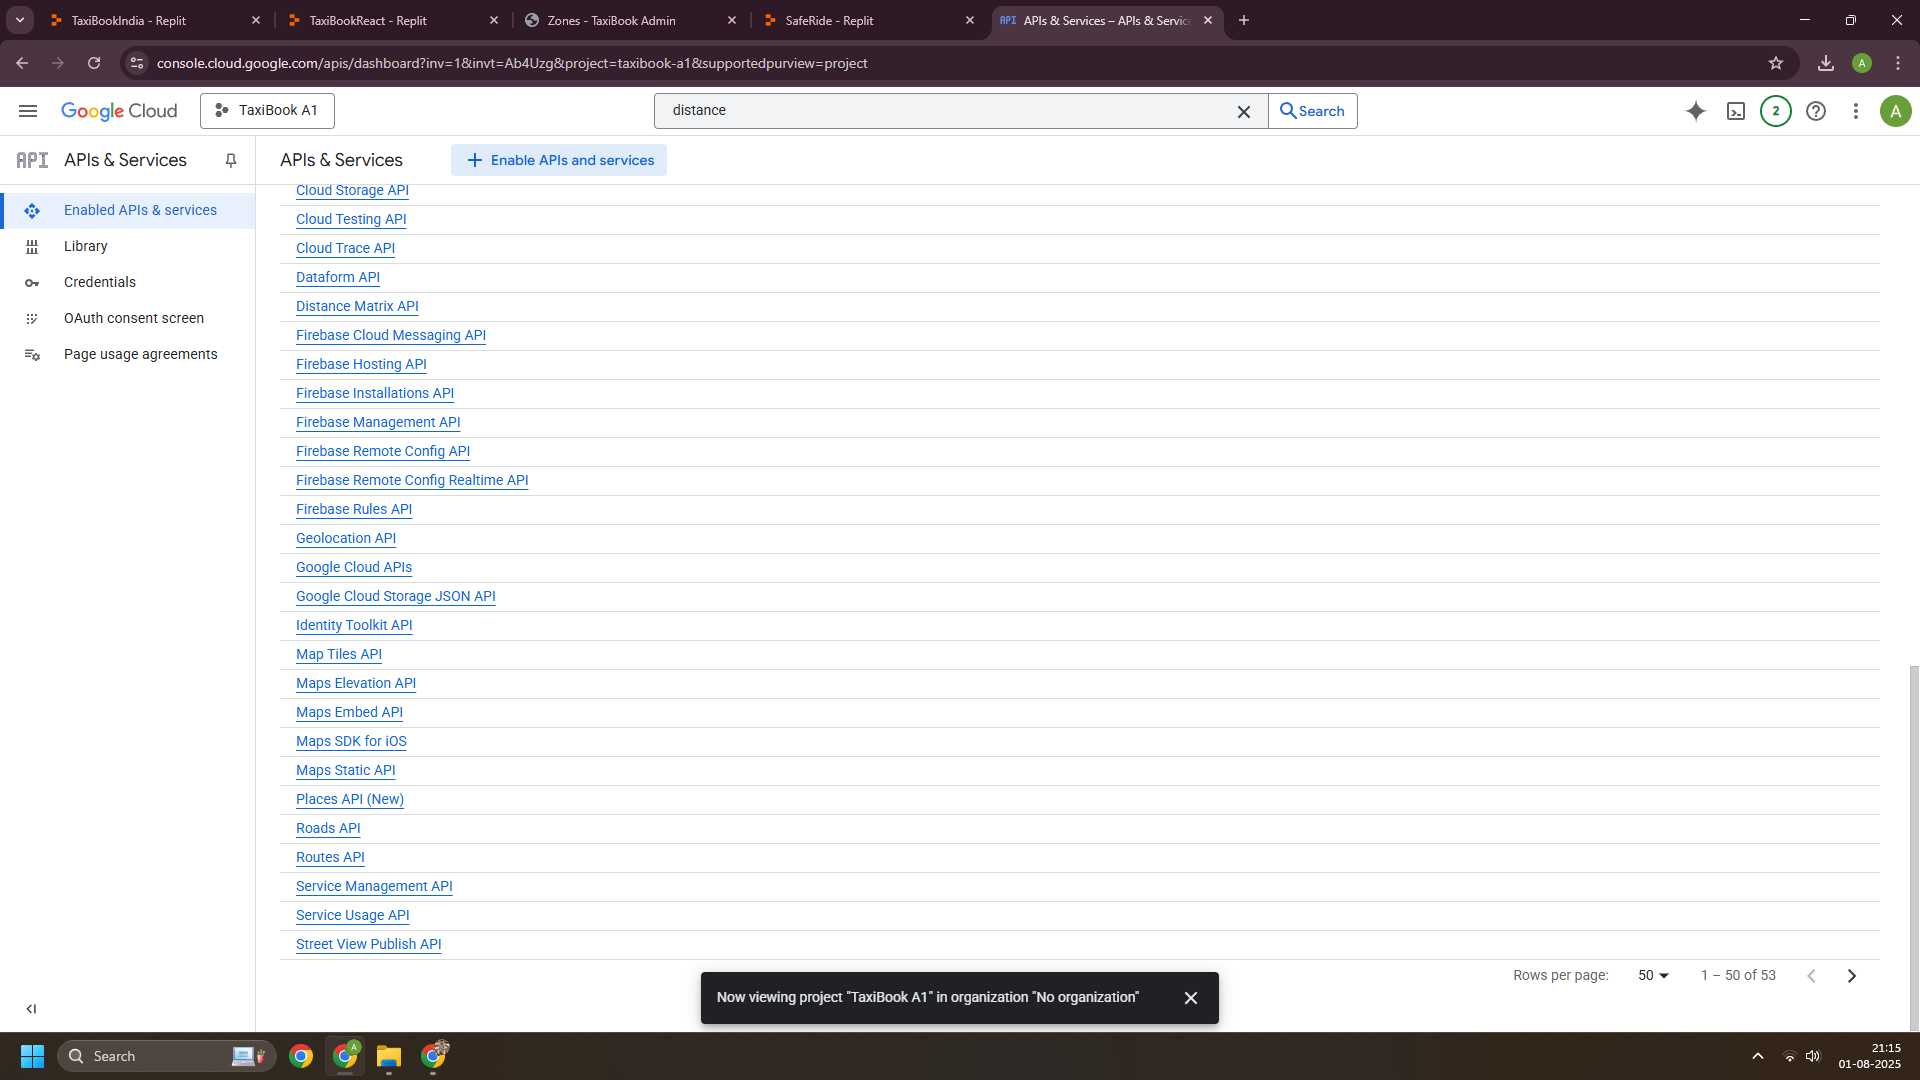 TaxiBookIndia - Replit
TaxiBookReact - Replit
Zones - TaxiBook Admin
SafeRide - Replit
API APIs & Services – APIs & Service
console.cloud.google.com/apis/dashboard?inv=1&invt=Ab4Uzg&project=taxibook-a1&supportedpurview=project
A
Google Cloud
TaxiBook A1
distance
Search
2
A
API APIs & Services
APIs & Services
Enable APIs and services
Enabled APIs & services
Library
Credentials
OAuth consent screen
Page usage agreements
Cloud Storage API
Cloud Testing API
Cloud Trace API
Dataform API
Distance Matrix API
Firebase Cloud Messaging API
Firebase Hosting API
Firebase Installations API
Firebase Management API
Firebase Remote Config API
Firebase Remote Config Realtime API
Firebase Rules API
Geolocation API
Google Cloud APIs
Google Cloud Storage JSON API
Identity Toolkit API
Map Tiles API
Maps Elevation API
Maps Embed API
Maps SDK for iOS
Maps Static API
Places API (New)
Roads API
Routes API
Service Management API
Service Usage API
Street View Publish API
Rows per page: 50 1 – 50 of 53
Now viewing project "TaxiBook A1" in organization "No organization"
Search
A
21:15
01-08-2025